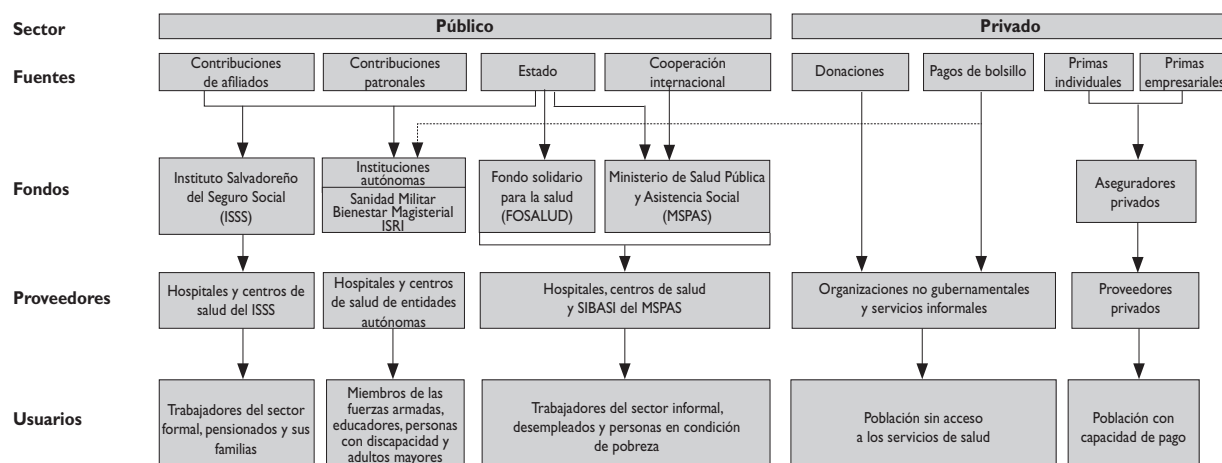 Sector
Público
Privado
Fuentes
Contribuciones
de afiliados
Contribuciones
patronales
Estado
Cooperación
internacional
Donaciones
Pagos de bolsillo
Primas
individuales
Primas
empresariales
Fondos
Instituto Salvadoreño
del Seguro Social
(ISSS)
Instituciones
autónomas
Sanidad Militar
Bienestar Magisterial
ISRI
Fondo solidario
para la salud
(FOSALUD)
Ministerio de Salud Pública
y Asistencia Social
(MSPAS)
Aseguradores
privados
Proveedores
Hospitales y centros de
salud del ISSS
Hospitales y centros
de salud de entidades
autónomas
Hospitales, centros de salud
y SIBASI del MSPAS
Organizaciones no gubernamentales
y servicios informales
Proveedores
privados
Usuarios
Trabajadores del sector
formal, pensionados y sus
familias
Miembros de las
fuerzas armadas,
educadores, personas
con discapacidad y
adultos mayores
Trabajadores del sector informal,
desempleados y personas en condición
de pobreza
Población sin acceso
a los servicios de salud
Población con
capacidad de pago